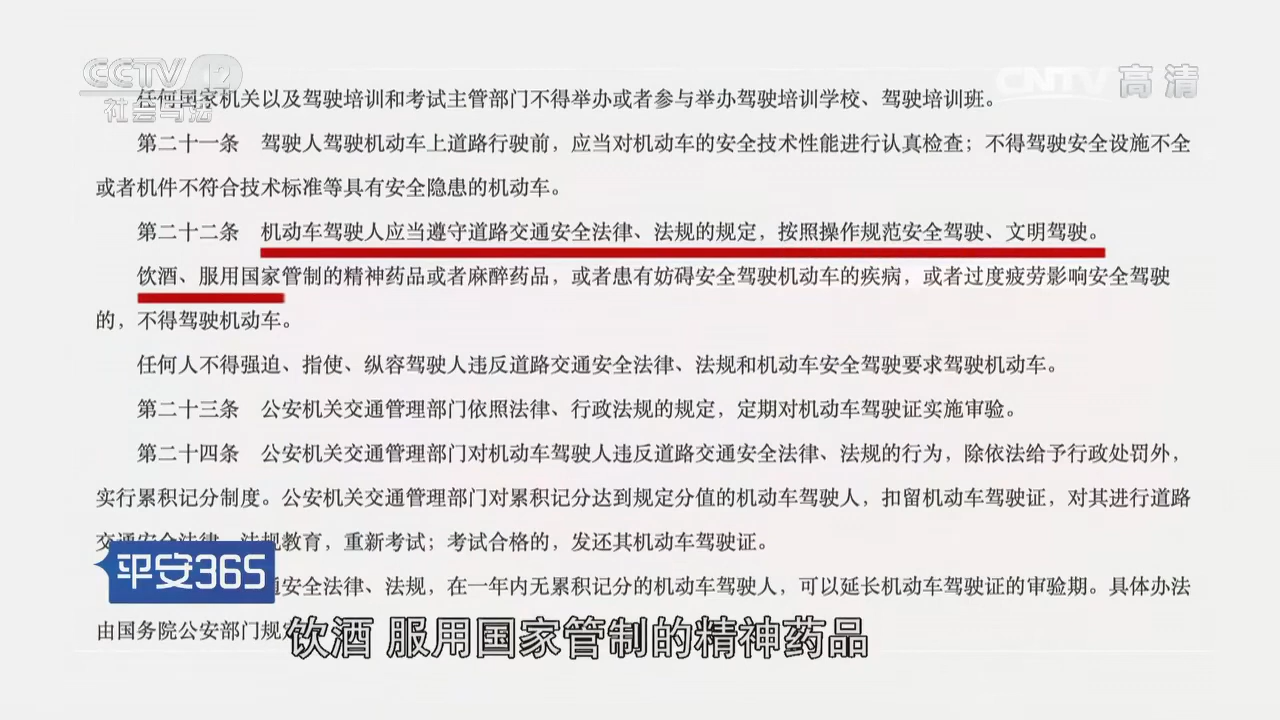 CCTV 12
社会与法
CNTV 高清
任何国家机关以及驾驶培训和考试主管部门不得举办或者参与举办驾驶培训学校、驾驶培训班。
第二十一条 驾驶人驾驶机动车上道路行驶前，应当对机动车的安全技术性能进行认真检查；不得驾驶安全设施不全
或者机件不符合技术标准等具有安全隐患的机动车。
第二十二条 机动车驾驶人应当遵守道路交通安全法律、法规的规定，按照操作规范安全驾驶、文明驾驶。
饮酒、服用国家管制的精神药品或者麻醉药品，或者患有妨碍安全驾驶机动车的疾病，或者过度疲劳影响安全驾驶
的，不得驾驶机动车。
任何人不得强迫、指使、纵容驾驶人违反道路交通安全法律、法规和机动车安全驾驶要求驾驶机动车。
第二十三条 公安机关交通管理部门依照法律、行政法规的规定，定期对机动车驾驶证实施审验。
第二十四条 公安机关交通管理部门对机动车驾驶人违反道路交通安全法律、法规的行为，除依法给予行政处罚外，
实行累积记分制度。公安机关交通管理部门对累积记分达到规定分值的机动车驾驶人，扣留机动车驾驶证，对其进行道路
交通安全法律、法规教育，重新考试；考试合格的，发还其机动车驾驶证。
安全法律、法规，在一年内无累积记分的机动车驾驶人，可以延长机动车驾驶证的审验期。具体办法
由国务院公安部门规定
平安365
饮酒 服用国家管制的精神药品